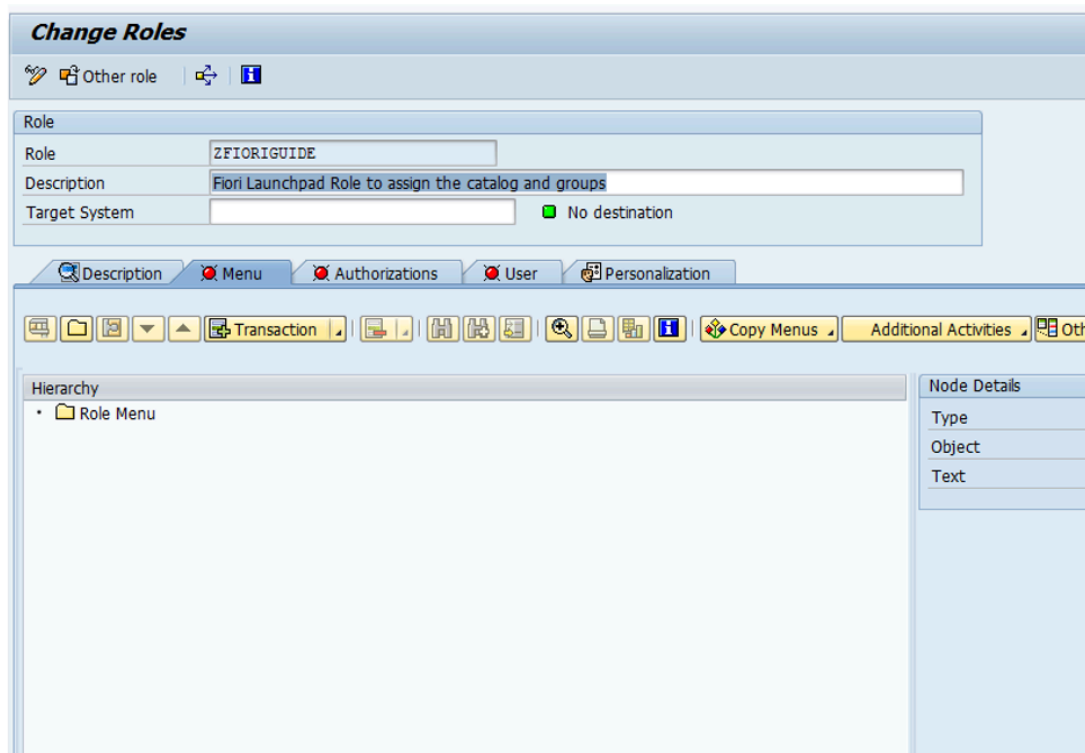 Change Roles
Other role
Role
Role ZFIORIGUIDE
Description Fiori Launchpad Role to assign the catalog and groups
Target System No destination
Description Menu Authorizations User Personalization
Transaction Copy Menus Additional Activities Oth
Hierarchy Node Details
Role Menu Type
Object
Text